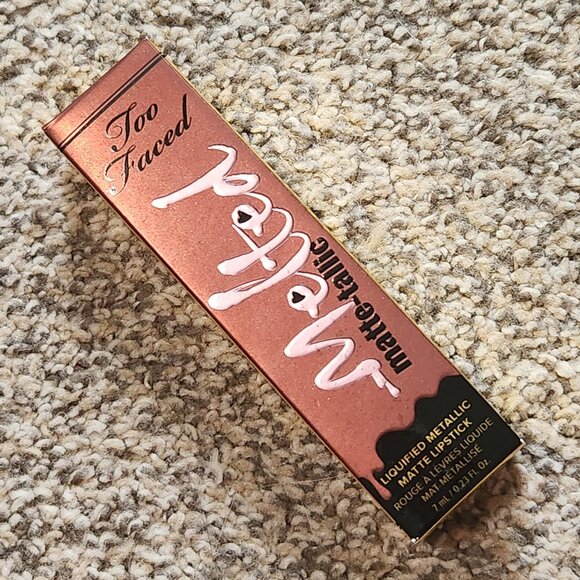 Too
Faced
Melted
matte-tallic
LIQUIFIED METALLIC
MATTE LIPSTICK
ROUGE À LÈVRES LIQUIDE
MAT MÉTALLISÉ
7 mL / 0.23 Fl. Oz.